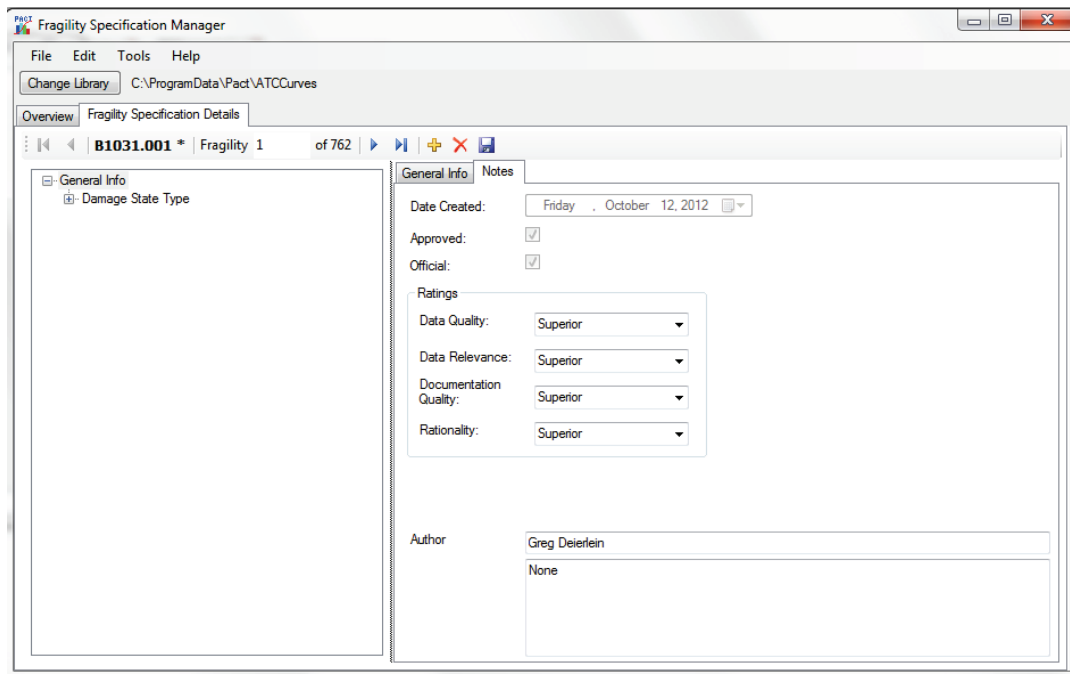 PACT Fragility Specification Manager
File Edit Tools Help
Change Library C:\ProgramData\Pact\ATCCurves
Overview Fragility Specification Details
B1031.001 * Fragility 1 of 762
General Info
Damage State Type
General Info Notes
Date Created: Friday , October 12, 2012
Approved:
Official:
Ratings
Data Quality: Superior
Data Relevance: Superior
Documentation
Quality: Superior
Rationality: Superior
Author Greg Deierlein
None